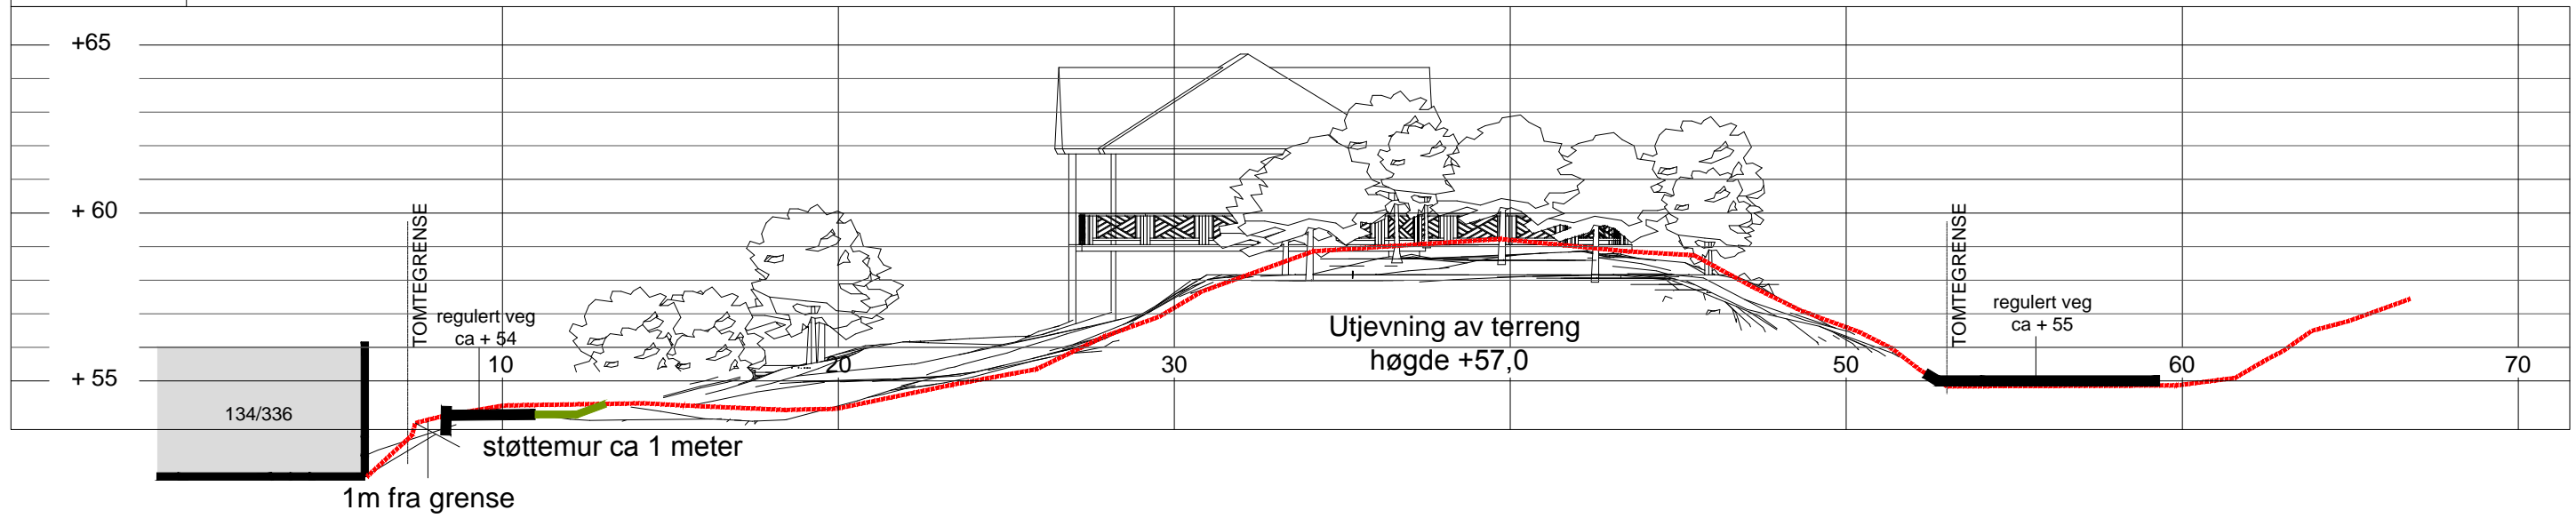 +65
+ 60
+ 55
TOMTEGRENSE
regulert veg
ca + 54
10
20
30
Utjevning av terreng
høgde +57,0
50
TOMTEGRENSE
regulert veg
ca + 55
60
70
134/336
støttemur ca 1 meter
1m fra grense